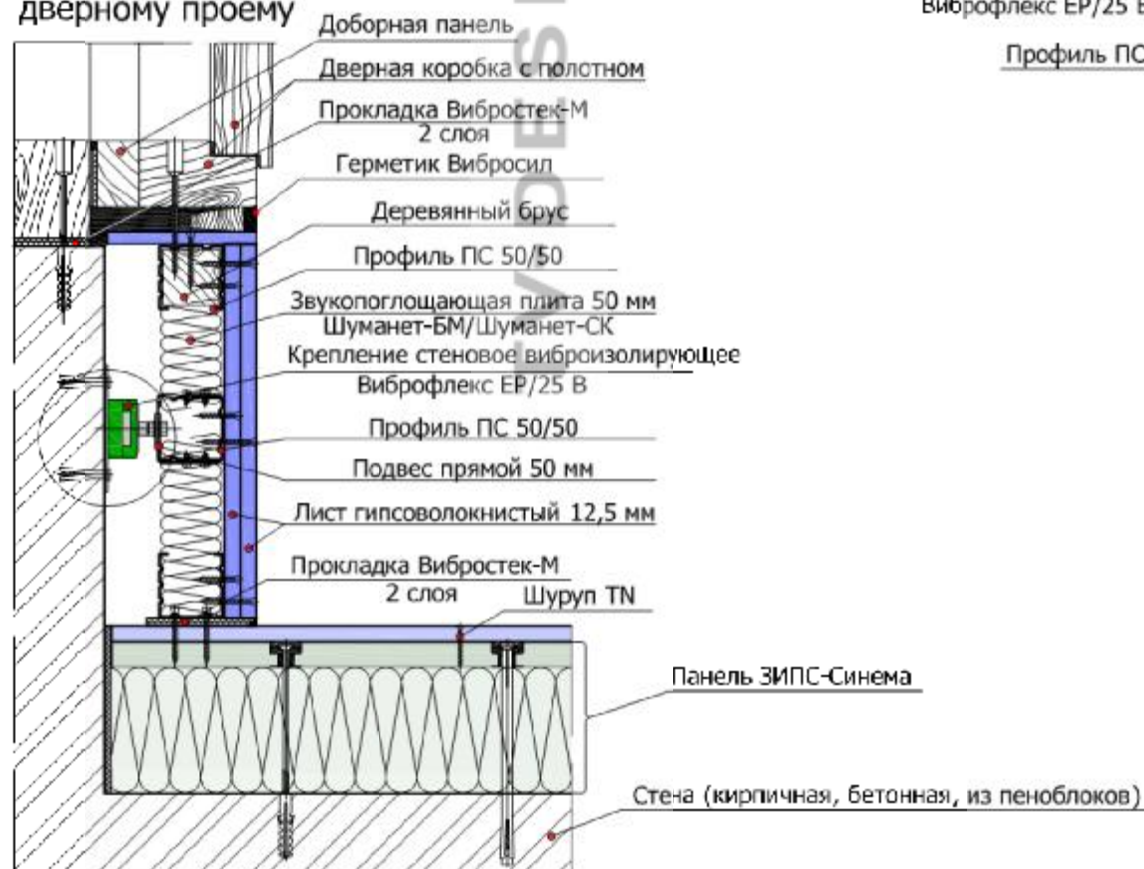 дверному проему
Доборная панель
Дверная коробка с полотном
Прокладка Вибростек-М
2 слоя
Герметик Вибросил
Деревянный брус
Профиль ПС 50/50
Звукопоглощающая плита 50 мм
Шуманет-БМ/Шуманет-СК
Крепление стеновое виброизолирующее
Виброфлекс EP/25 В
Профиль ПС 50/50
Подвес прямой 50 мм
Лист гипсоволокнистый 12,5 мм
Прокладка Вибростек-М
2 слоя
Шуруп TN
Панель ЗИПС-Синема
Стена (кирпичная, бетонная, из пеноблоков)
Виброфлекс EP/25
Профиль ПС